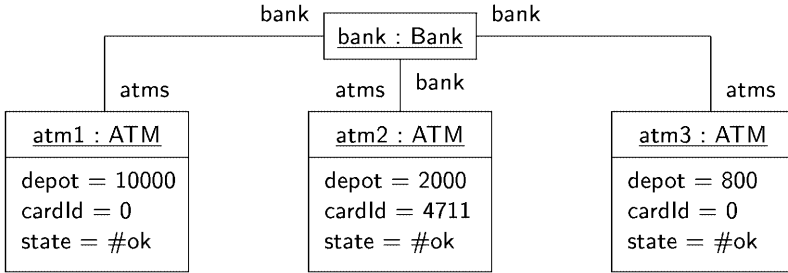 bank
bank
bank : Bank
bank
atms
atms
atms
atm1 : ATM
depot = 10000
cardId = 0
state = #ok
atm2 : ATM
depot = 2000
cardId = 4711
state = #ok
atm3 : ATM
depot = 800
cardId = 0
state = #ok